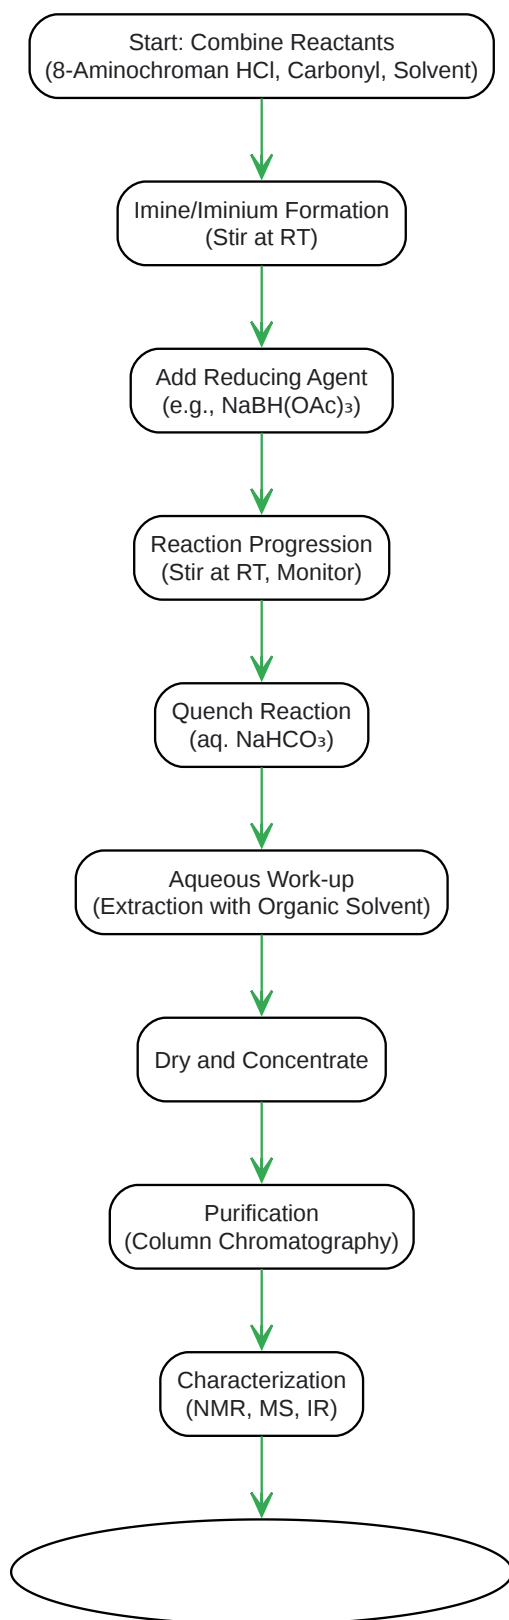 Start: Combine Reactants
(8-Aminochroman HCl, Carbonyl, Solvent)
Imine/Iminium Formation
(Stir at RT)
Add Reducing Agent
(e.g., NaBH(OAc)₃)
Reaction Progression
(Stir at RT, Monitor)
Quench Reaction
(aq. NaHCO₃)
Aqueous Work-up
(Extraction with Organic Solvent)
Dry and Concentrate
Purification
(Column Chromatography)
Characterization
(NMR, MS, IR)